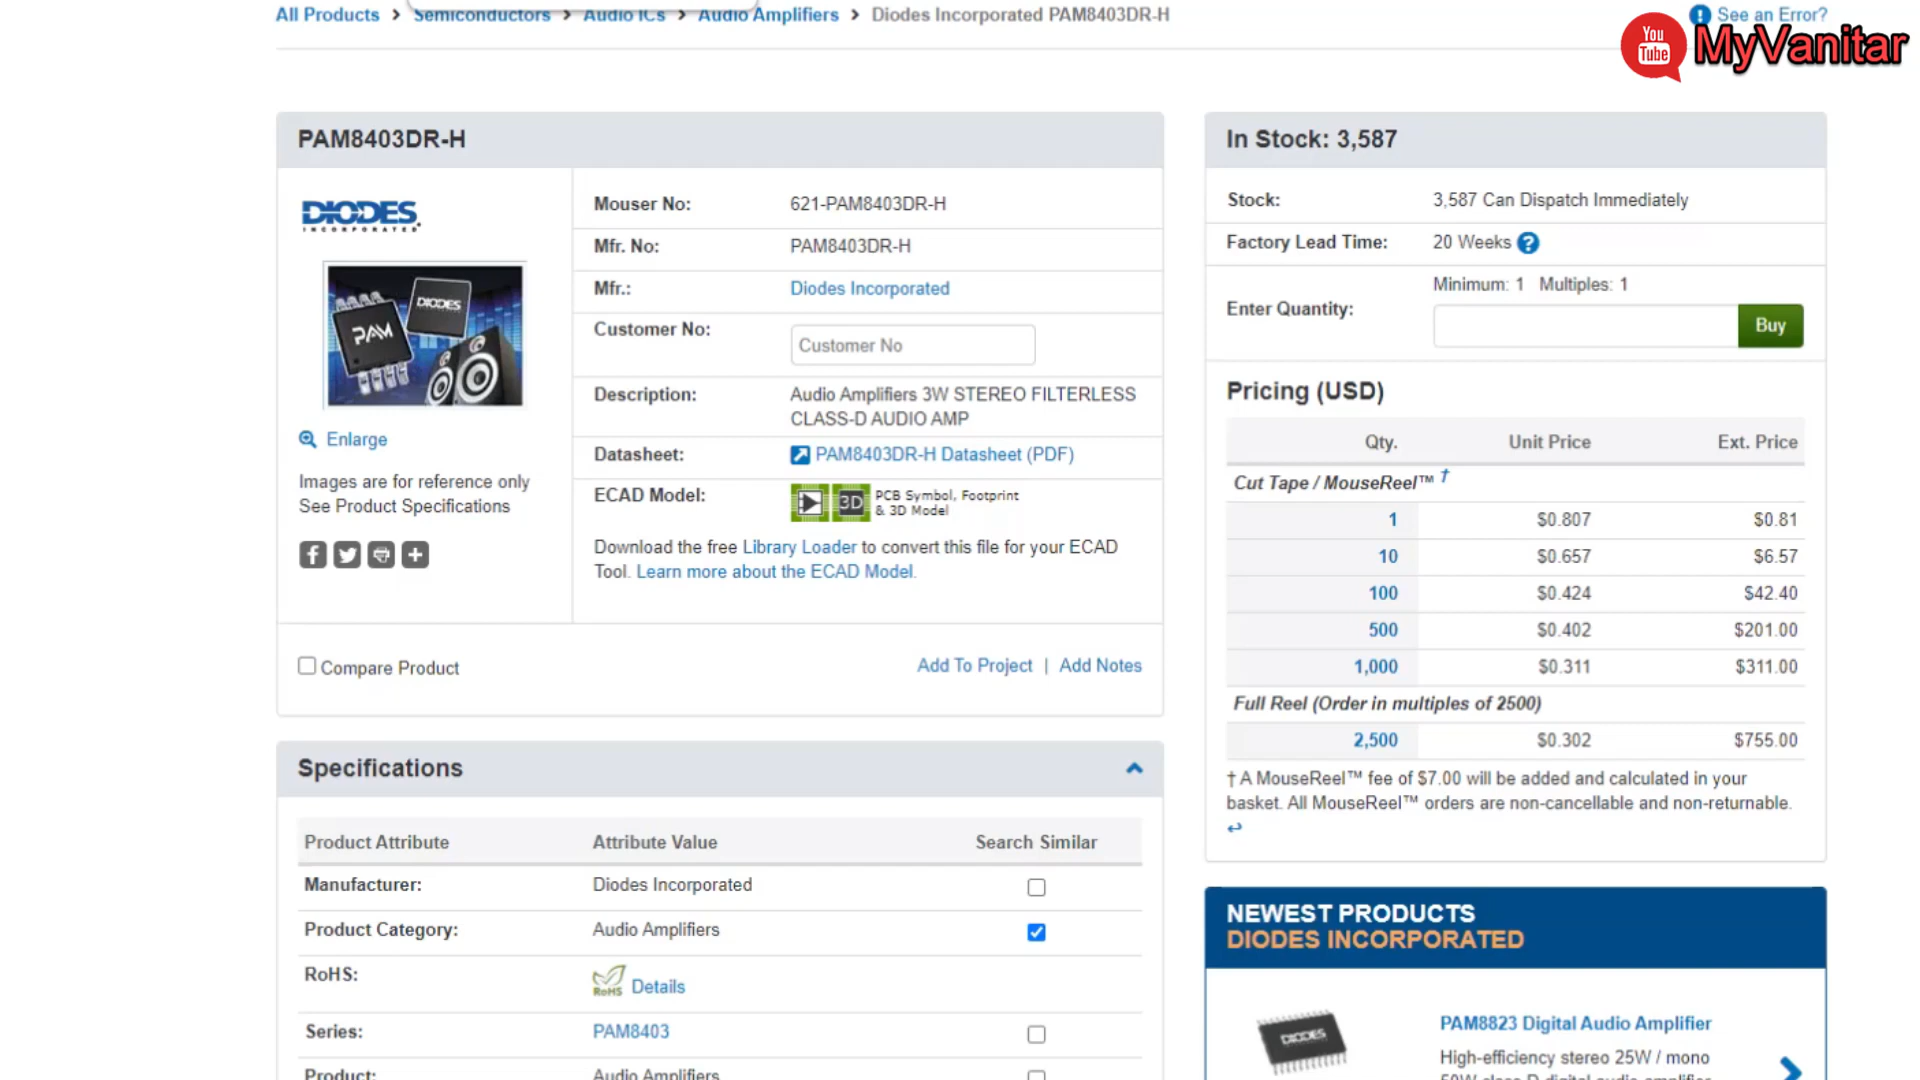 All Products > Semiconductors > Audio ICs > Audio Amplifiers > Diodes Incorporated PAM8403DR-H
See an Error?
You
Tube
MyVanitar
PAM8403DR-H
DIODES
INCORPORATED
PAM
DIODES
Enlarge
Images are for reference only
See Product Specifications
Mouser No: 621-PAM8403DR-H
Mfr. No: PAM8403DR-H
Mfr.: Diodes Incorporated
Customer No: Customer No
Description: Audio Amplifiers 3W STEREO FILTERLESS
CLASS-D AUDIO AMP
Datasheet: PAM8403DR-H Datasheet (PDF)
ECAD Model: 3D PCB Symbol, Footprint
& 3D Model
Download the free Library Loader to convert this file for your ECAD
Tool. Learn more about the ECAD Model.
Compare Product
Add To Project | Add Notes
Specifications
Product Attribute Attribute Value Search Similar
Manufacturer: Diodes Incorporated
Product Category: Audio Amplifiers
RoHS: RoHS Details
Series: PAM8403
Product: Audio Amplifiers
In Stock: 3,587
Stock: 3,587 Can Dispatch Immediately
Factory Lead Time: 20 Weeks ?
Minimum: 1 Multiples: 1
Enter Quantity: Buy
Pricing (USD)
Qty. Unit Price Ext. Price
Cut Tape / MouseReel™ †
1 $0.807 $0.81
10 $0.657 $6.57
100 $0.424 $42.40
500 $0.402 $201.00
1,000 $0.311 $311.00
Full Reel (Order in multiples of 2500)
2,500 $0.302 $755.00
† A MouseReel™ fee of $7.00 will be added and calculated in your
basket. All MouseReel™ orders are non-cancellable and non-returnable.
NEWEST PRODUCTS
DIODES INCORPORATED
DIODES
PAM8823 Digital Audio Amplifier
High-efficiency stereo 25W / mono
50W class D digital audio amplifier